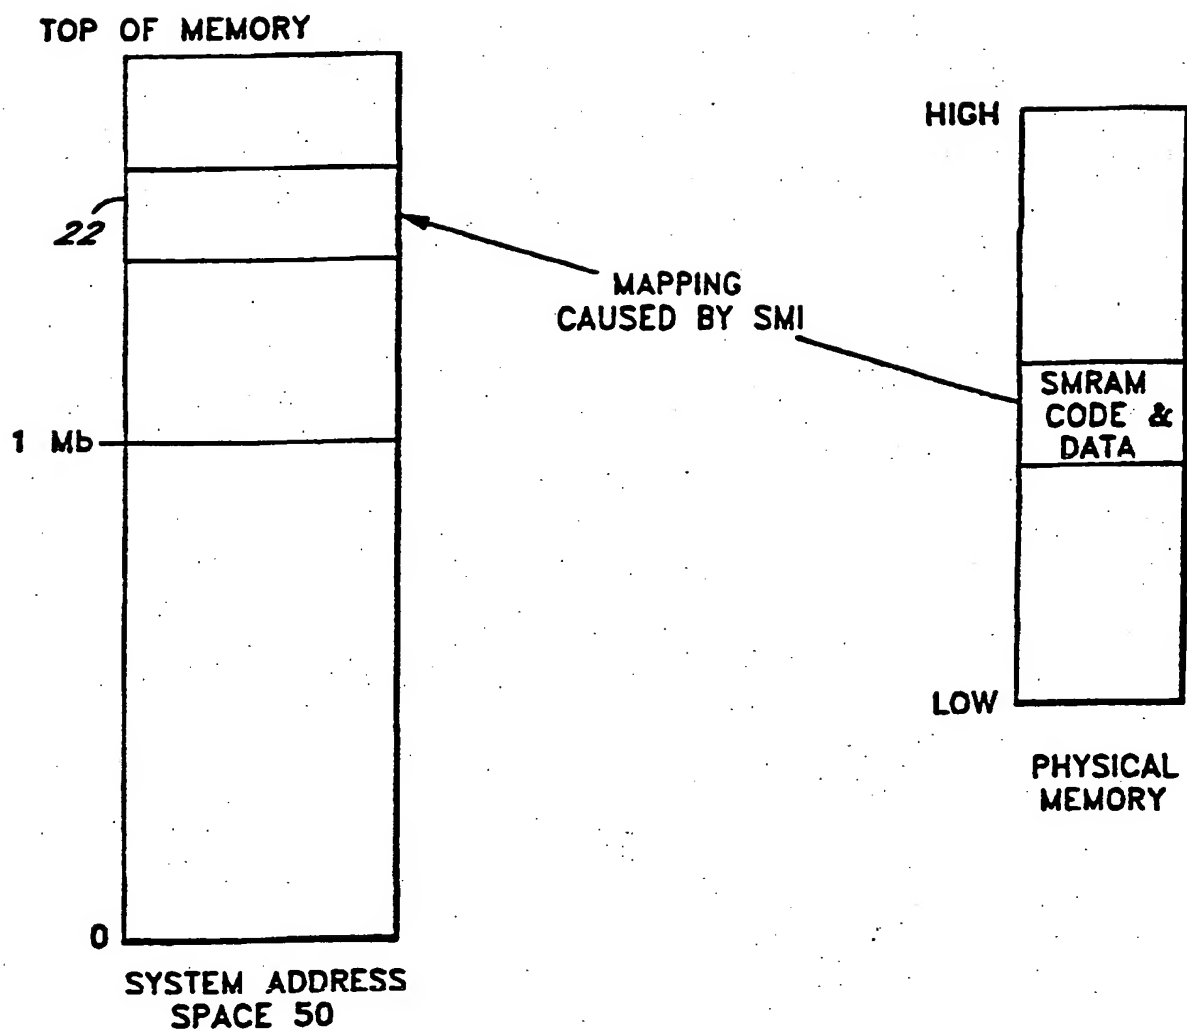 TOP OF MEMORY
22
1 Mb
0
SYSTEM ADDRESS
SPACE 50
MAPPING
CAUSED BY SMI
HIGH
SMRAM
CODE &
DATA
LOW
PHYSICAL
MEMORY